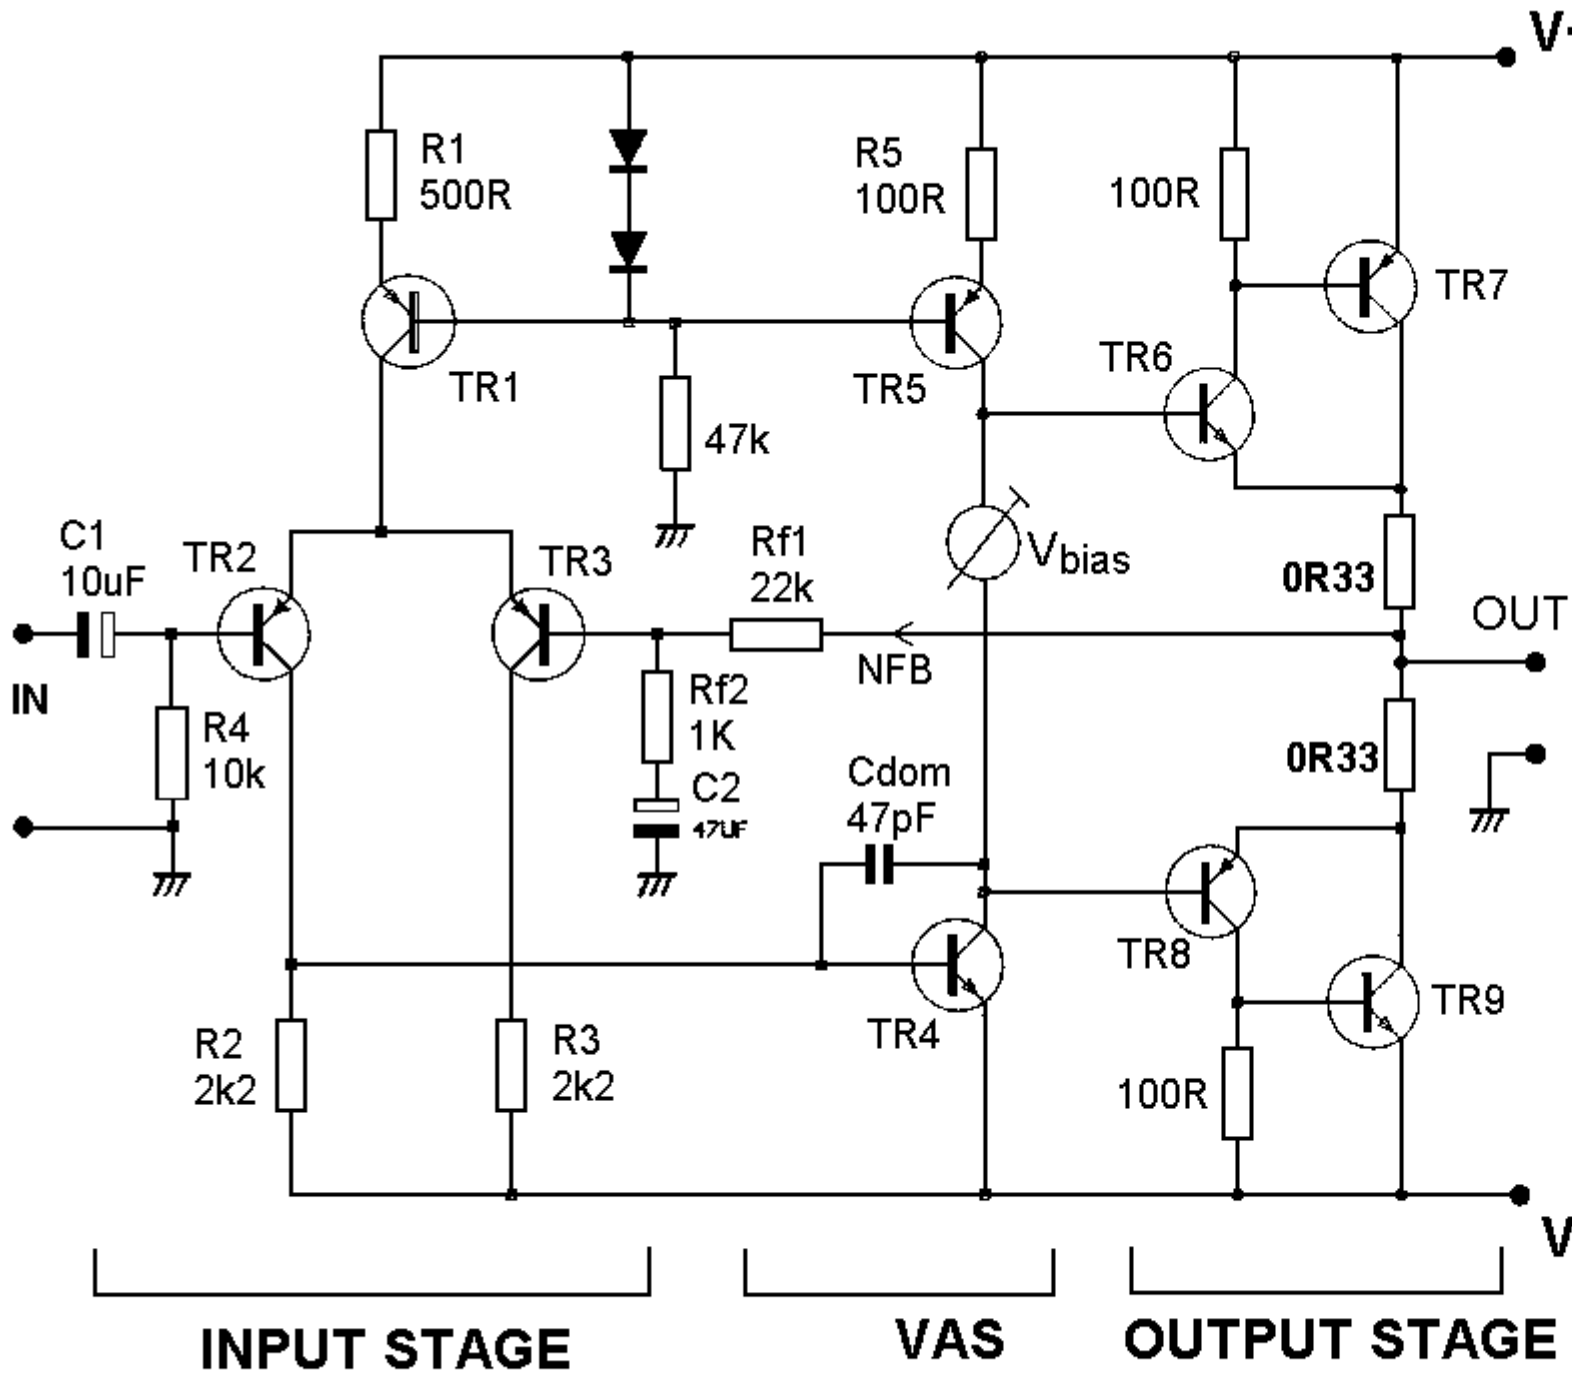 V+
R1
500R
R5
100R
100R
TR7
TR1
TR5
TR6
47k
C1
10uF
TR2
TR3
Rf1
22k
Vbias
0R33
OUT
NFB
IN
R4
10k
Rf2
1K
C2
47UF
Cdom
47pF
0R33
TR8
TR4
TR9
R2
2k2
R3
2k2
100R
V
INPUT STAGE
VAS
OUTPUT STAGE